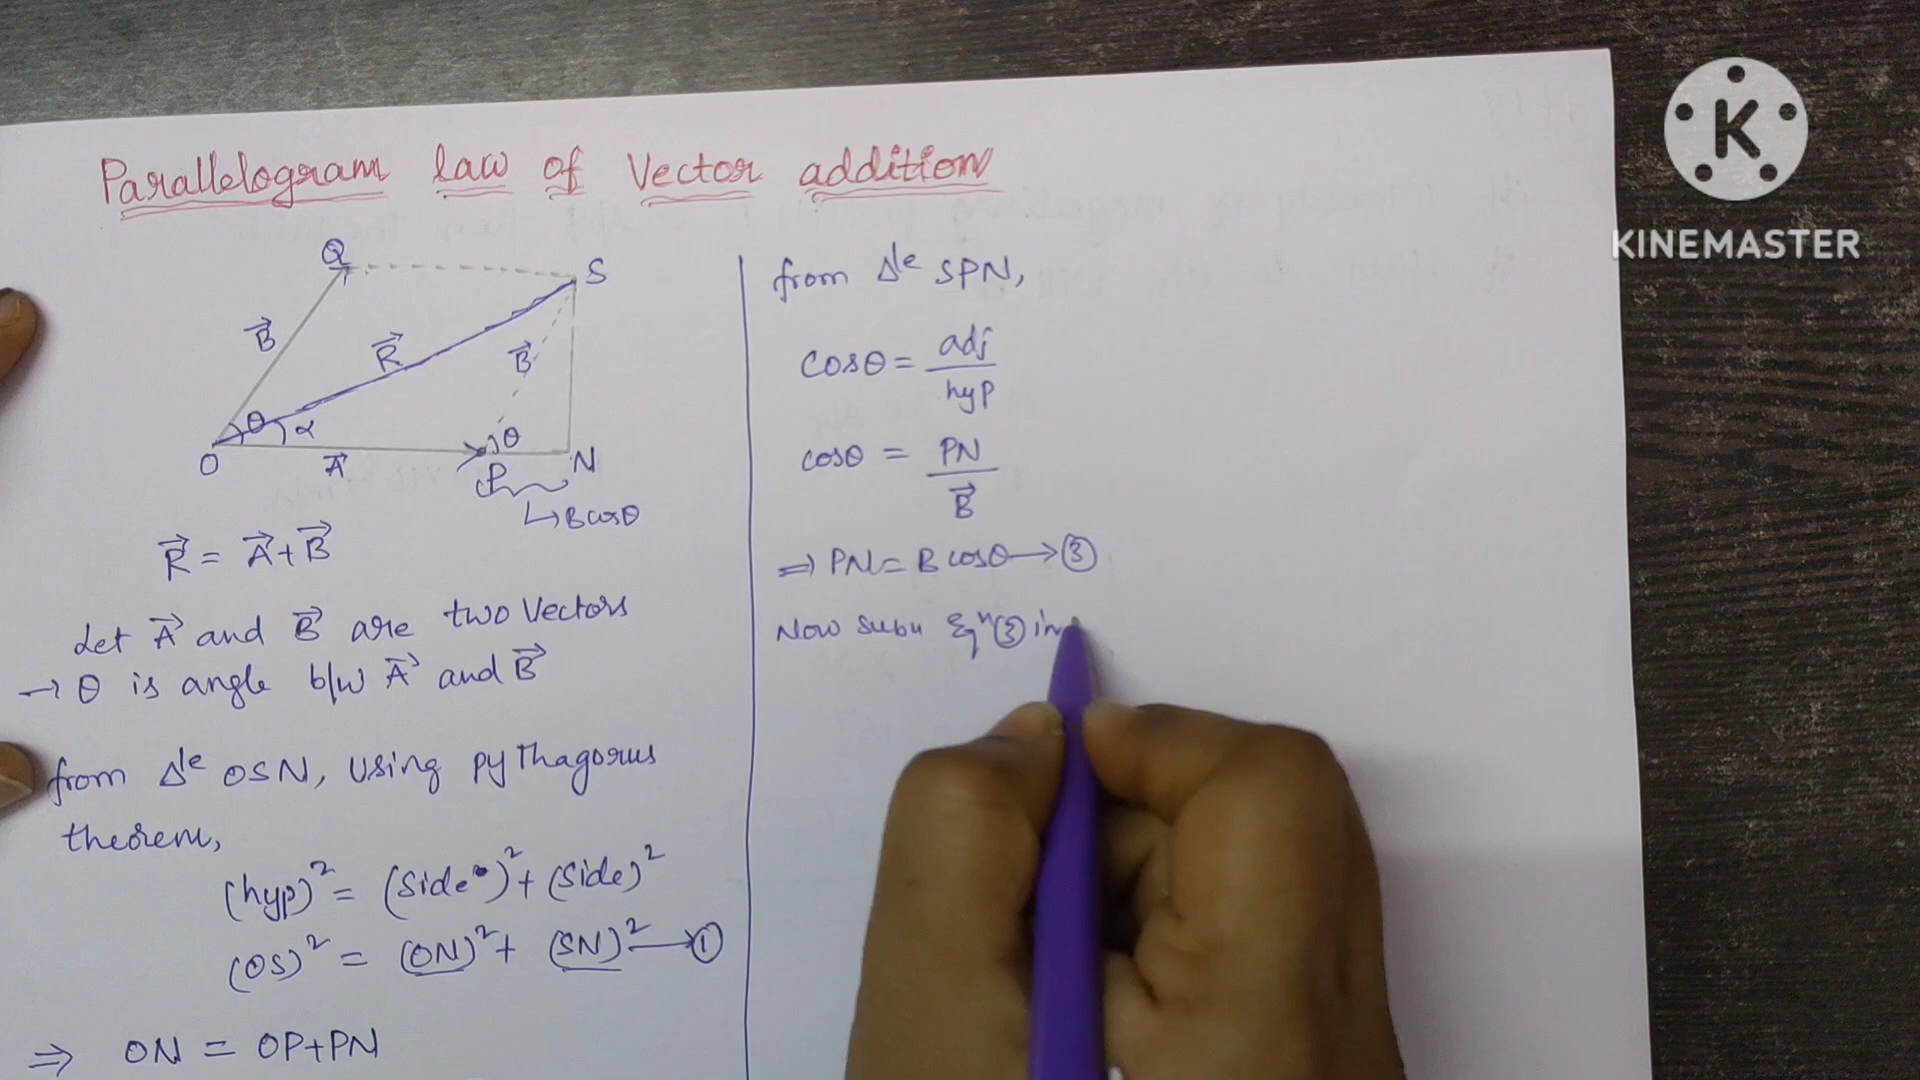 Parallelogram law of Vector addition
Q
S
B⃗
R⃗
B⃗
θ
α
θ
O
A⃗
P
N
↳Bcosθ
R⃗ = A⃗+B⃗
Let A⃗ and B⃗ are two Vectors
→ θ is angle b/w A⃗ and B⃗
from Δle OSN, Using pythagorus
theorem,
(hyp)² = (Side)² + (Side)²
(OS)² = (ON)² + (SN)² → ①
⇒ ON = OP+PN
from Δle SPN,
Cosθ = adj/hyp
cosθ = PN/B⃗
⇒ PN = B cosθ → ③
Now subu Eqn ③ in
K
KINEMASTER